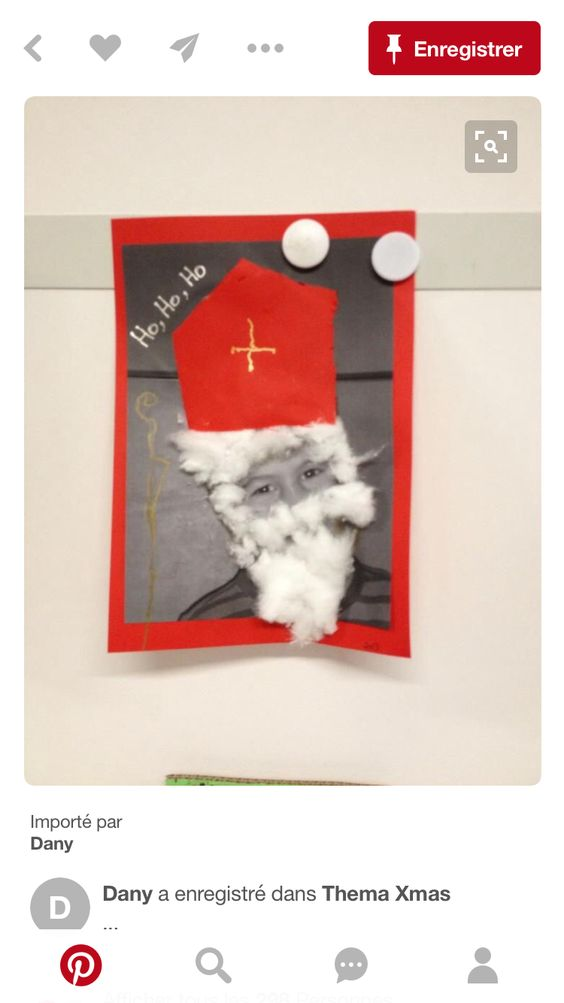 Enregistrer
Ho, Ho, Ho
Importé par
Dany
D
Dany a enregistré dans Thema Xmas
...